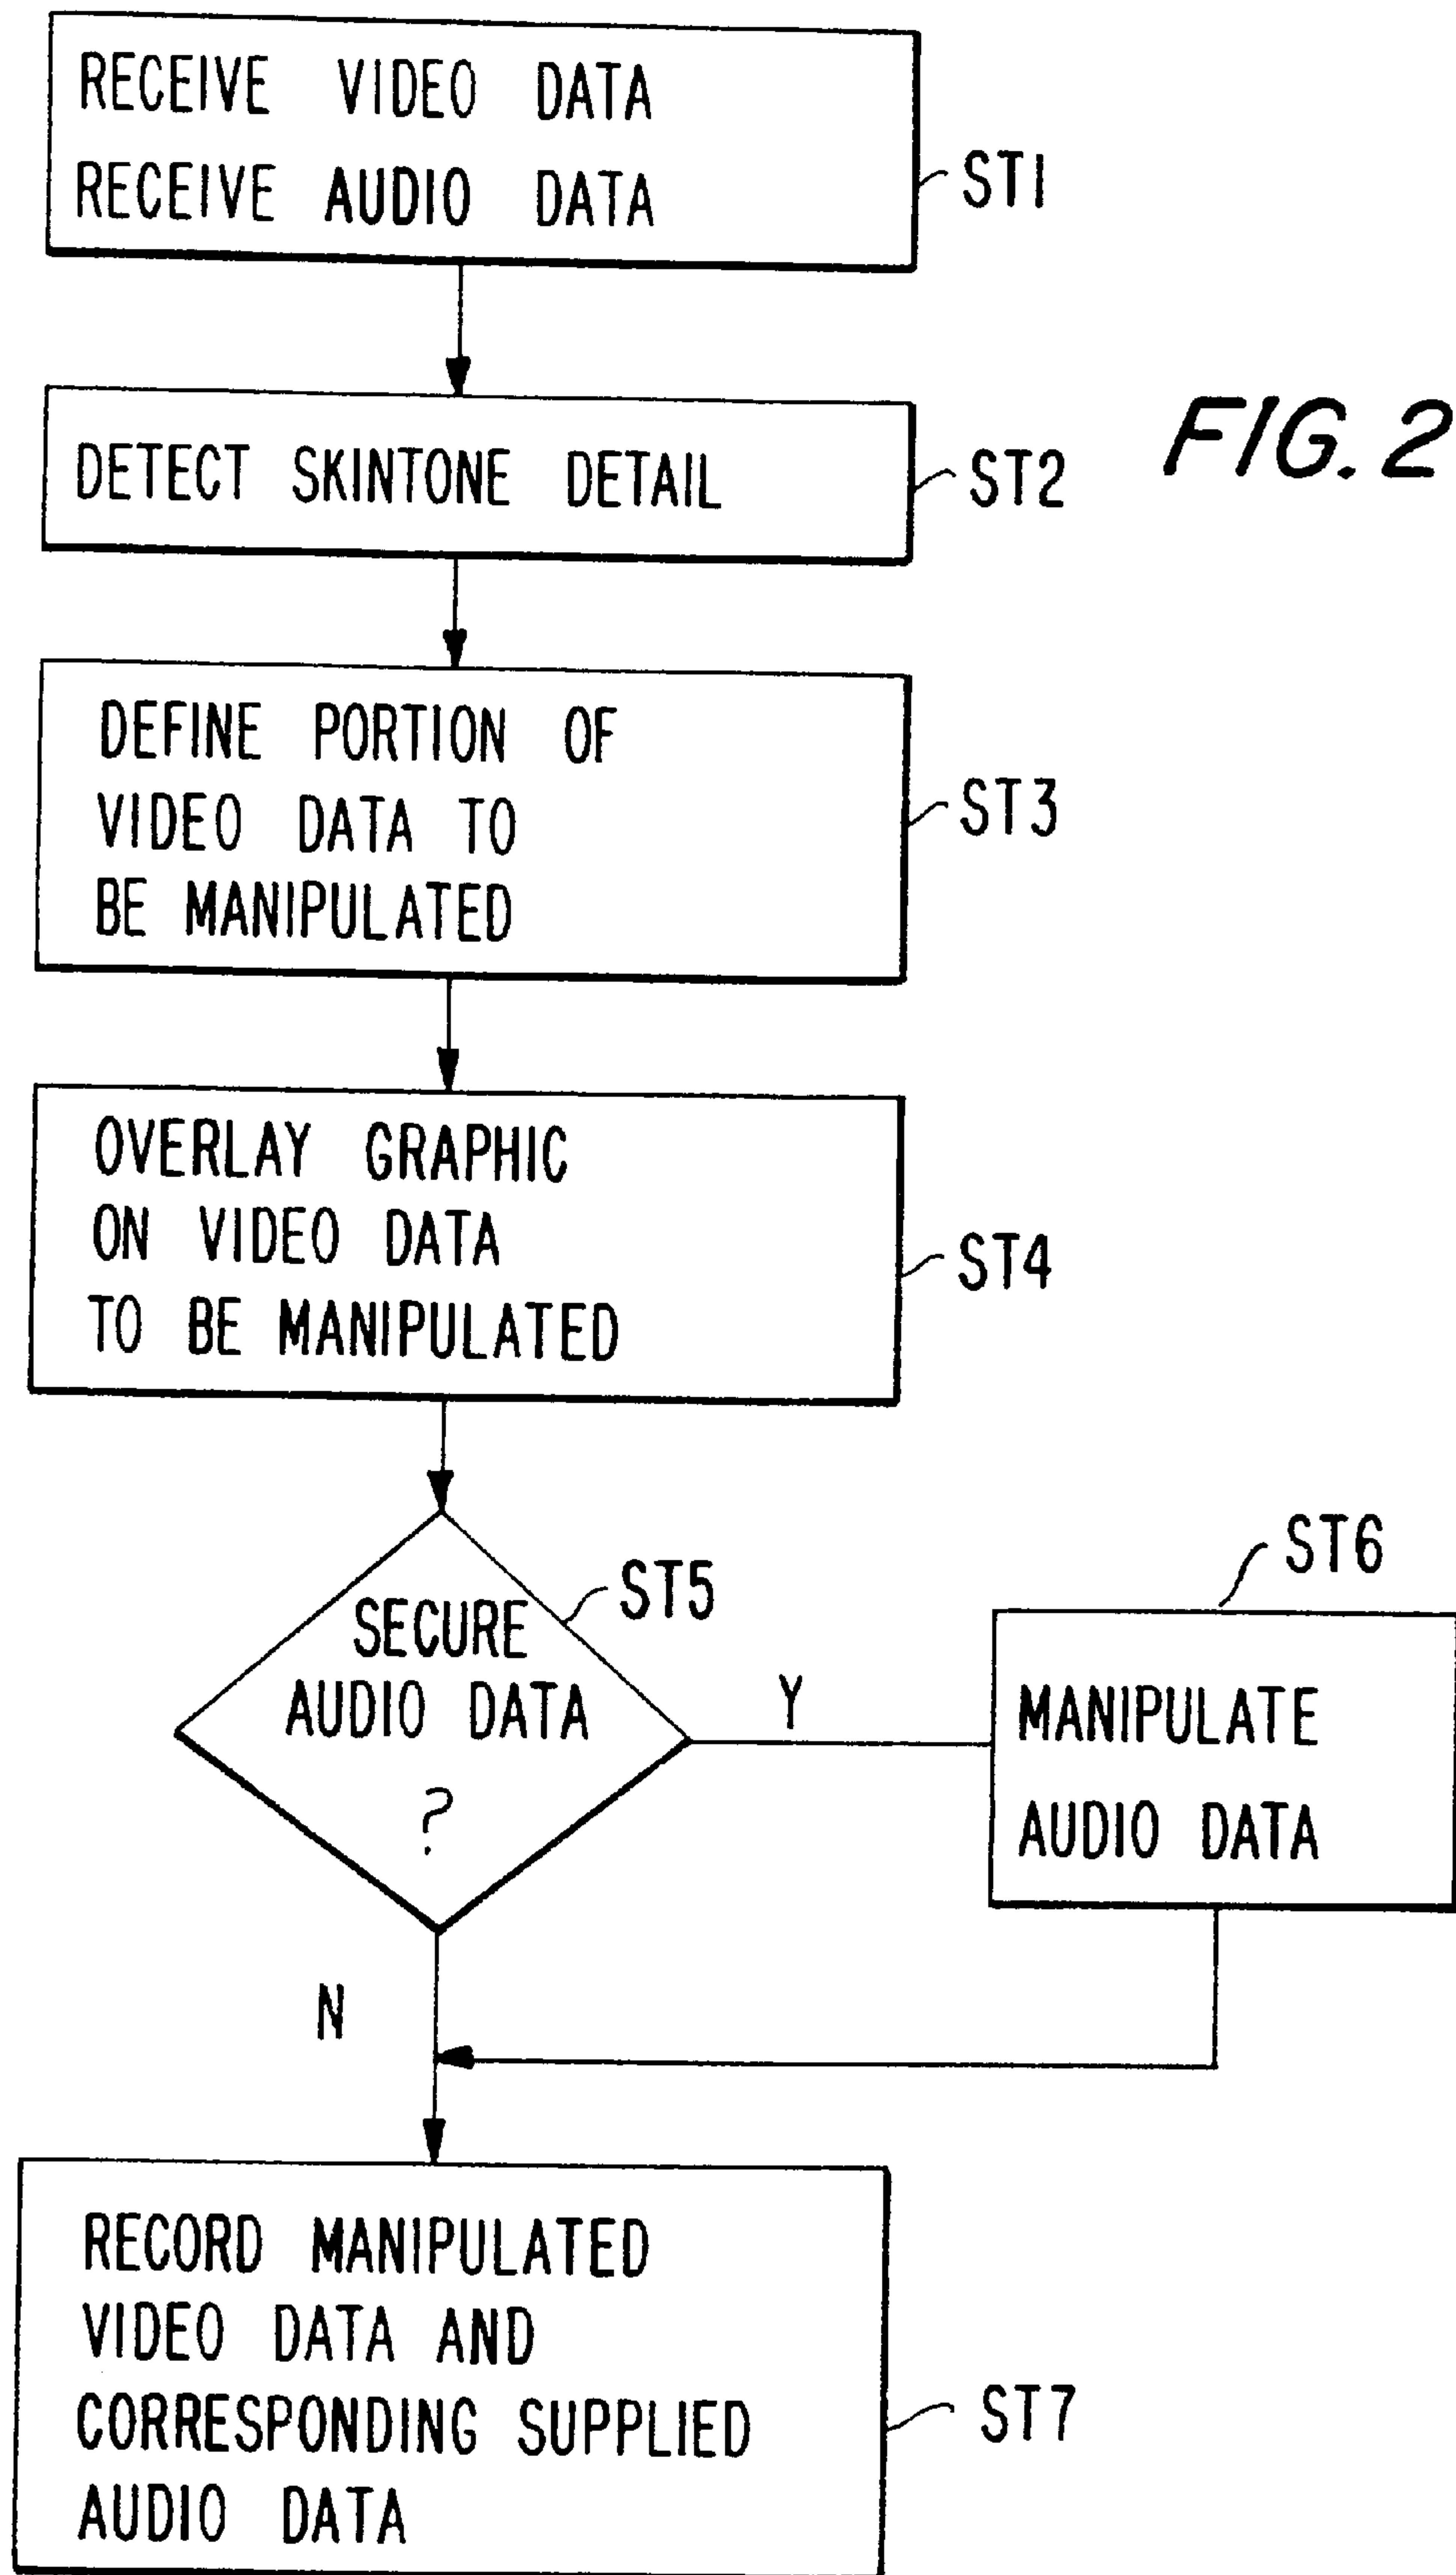 RECEIVE VIDEO DATA
RECEIVE AUDIO DATA
ST1
DETECT SKINTONE DETAIL
ST2
FIG. 2
DEFINE PORTION OF
VIDEO DATA TO
BE MANIPULATED
ST3
OVERLAY GRAPHIC
ON VIDEO DATA
TO BE MANIPULATED
ST4
SECURE
AUDIO DATA
?
ST5
Y
ST6
MANIPULATE
AUDIO DATA
N
RECORD MANIPULATED
VIDEO DATA AND
CORRESPONDING SUPPLIED
AUDIO DATA
ST7